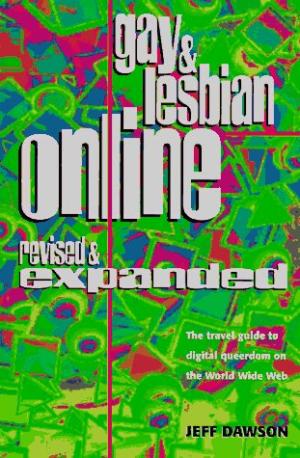 gay &
lesbian
online
revised &
expanded
The travel guide to
digital queerdom on
the World Wide Web
JEFF DAWSON